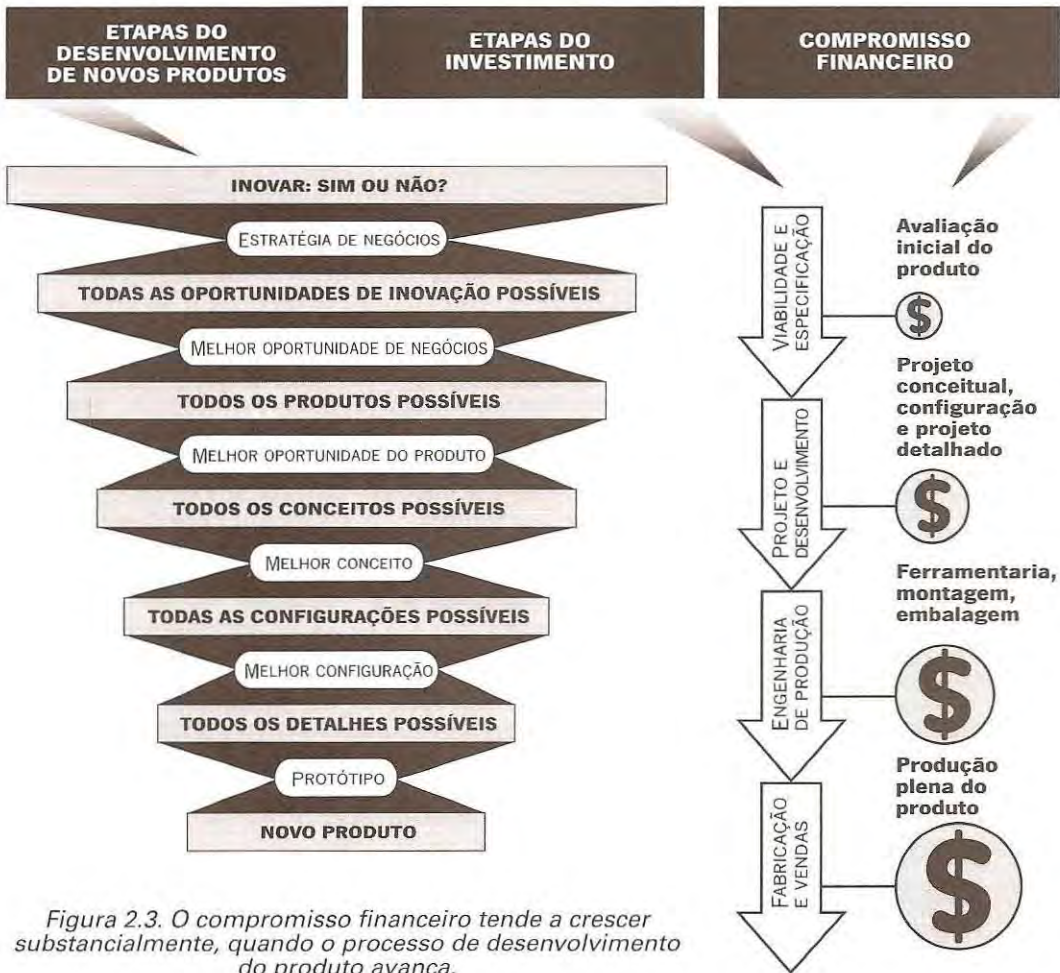 ETAPAS DO
DESENVOLVIMENTO
DE NOVOS PRODUTOS
ETAPAS DO
INVESTIMENTO
COMPROMISSO
FINANCEIRO
INOVAR: SIM OU NÃO?
ESTRATÉGIA DE NEGÓCIOS
TODAS AS OPORTUNIDADES DE INOVAÇÃO POSSÍVEIS
MELHOR OPORTUNIDADE DE NEGÓCIOS
TODOS OS PRODUTOS POSSÍVEIS
MELHOR OPORTUNIDADE DO PRODUTO
TODOS OS CONCEITOS POSSÍVEIS
MELHOR CONCEITO
TODAS AS CONFIGURAÇÕES POSSÍVEIS
MELHOR CONFIGURAÇÃO
TODOS OS DETALHES POSSÍVEIS
PROTÓTIPO
NOVO PRODUTO
VIABILIDADE E
ESPECIFICAÇÃO
Avaliação
inicial do
produto
$
PROJETO E
DESENVOLVIMENTO
Projeto
conceitual,
configuração
e projeto
detalhado
$
ENGENHARIA
DE PRODUÇÃO
Ferramentaria,
montagem,
embalagem
$
FABRICAÇÃO
E VENDAS
Produção
plena do
produto
$
Figura 2.3. O compromisso financeiro tende a crescer
substancialmente, quando o processo de desenvolvimento
do produto avança.